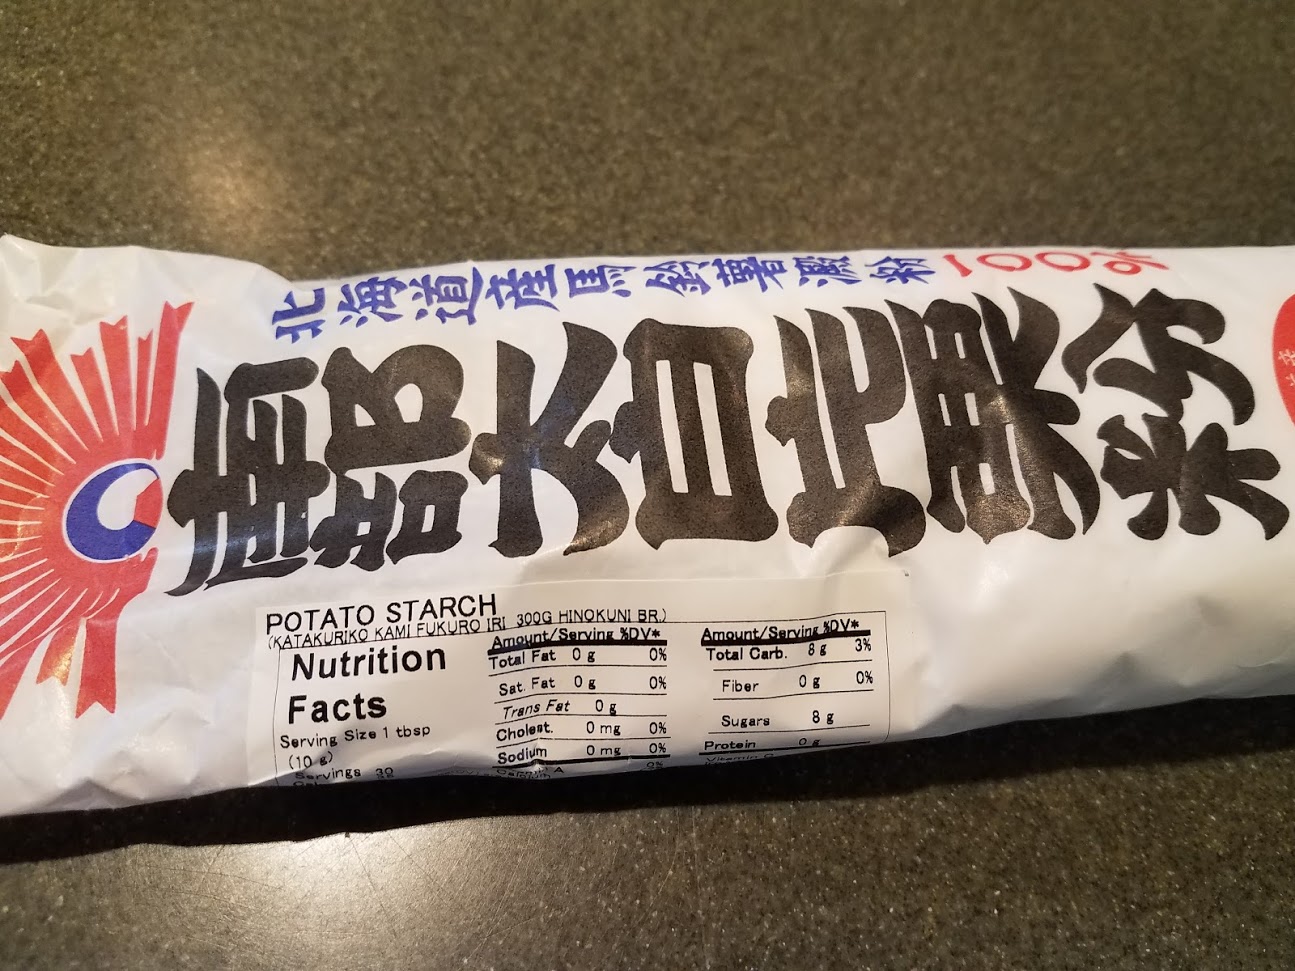 北海道産馬鈴薯澱粉100%
片栗粉
POTATO STARCH
(KATAKURIKO KAMI FUKURO IRI 300G HINOKUNI BR.)
Nutrition
Facts
Serving Size 1 tbsp
(10 g)
Servings 30
Amount/Serving %DV*
Total Fat 0 g 0%
Sat. Fat 0 g 0%
Trans Fat 0 g
Cholest. 0 mg 0%
Sodium 0 mg 0%
0%
Amount/Serving %DV*
Total Carb. 8 g 3%
Fiber 0 g 0%
Sugars 8 g
Protein 0 g